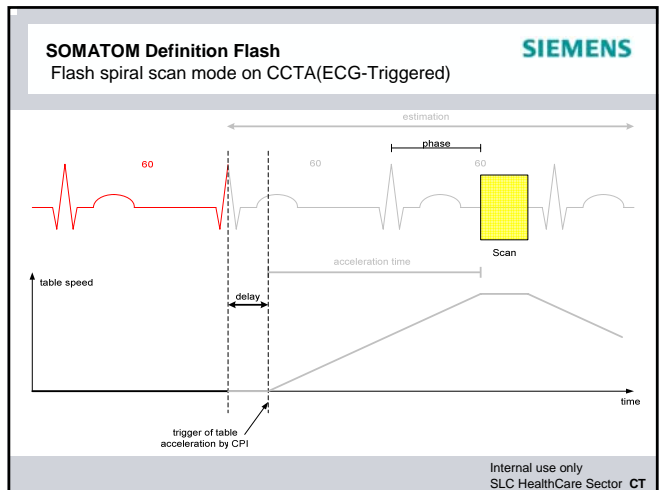 SOMATOM Definition Flash
SIEMENS
Flash spiral scan mode on CCTA(ECG-Triggered)
estimation
phase
60
60
60
Scan
acceleration time
table speed
delay
time
trigger of table
acceleration by CPI
Internal use only
SLC HealthCare Sector CT